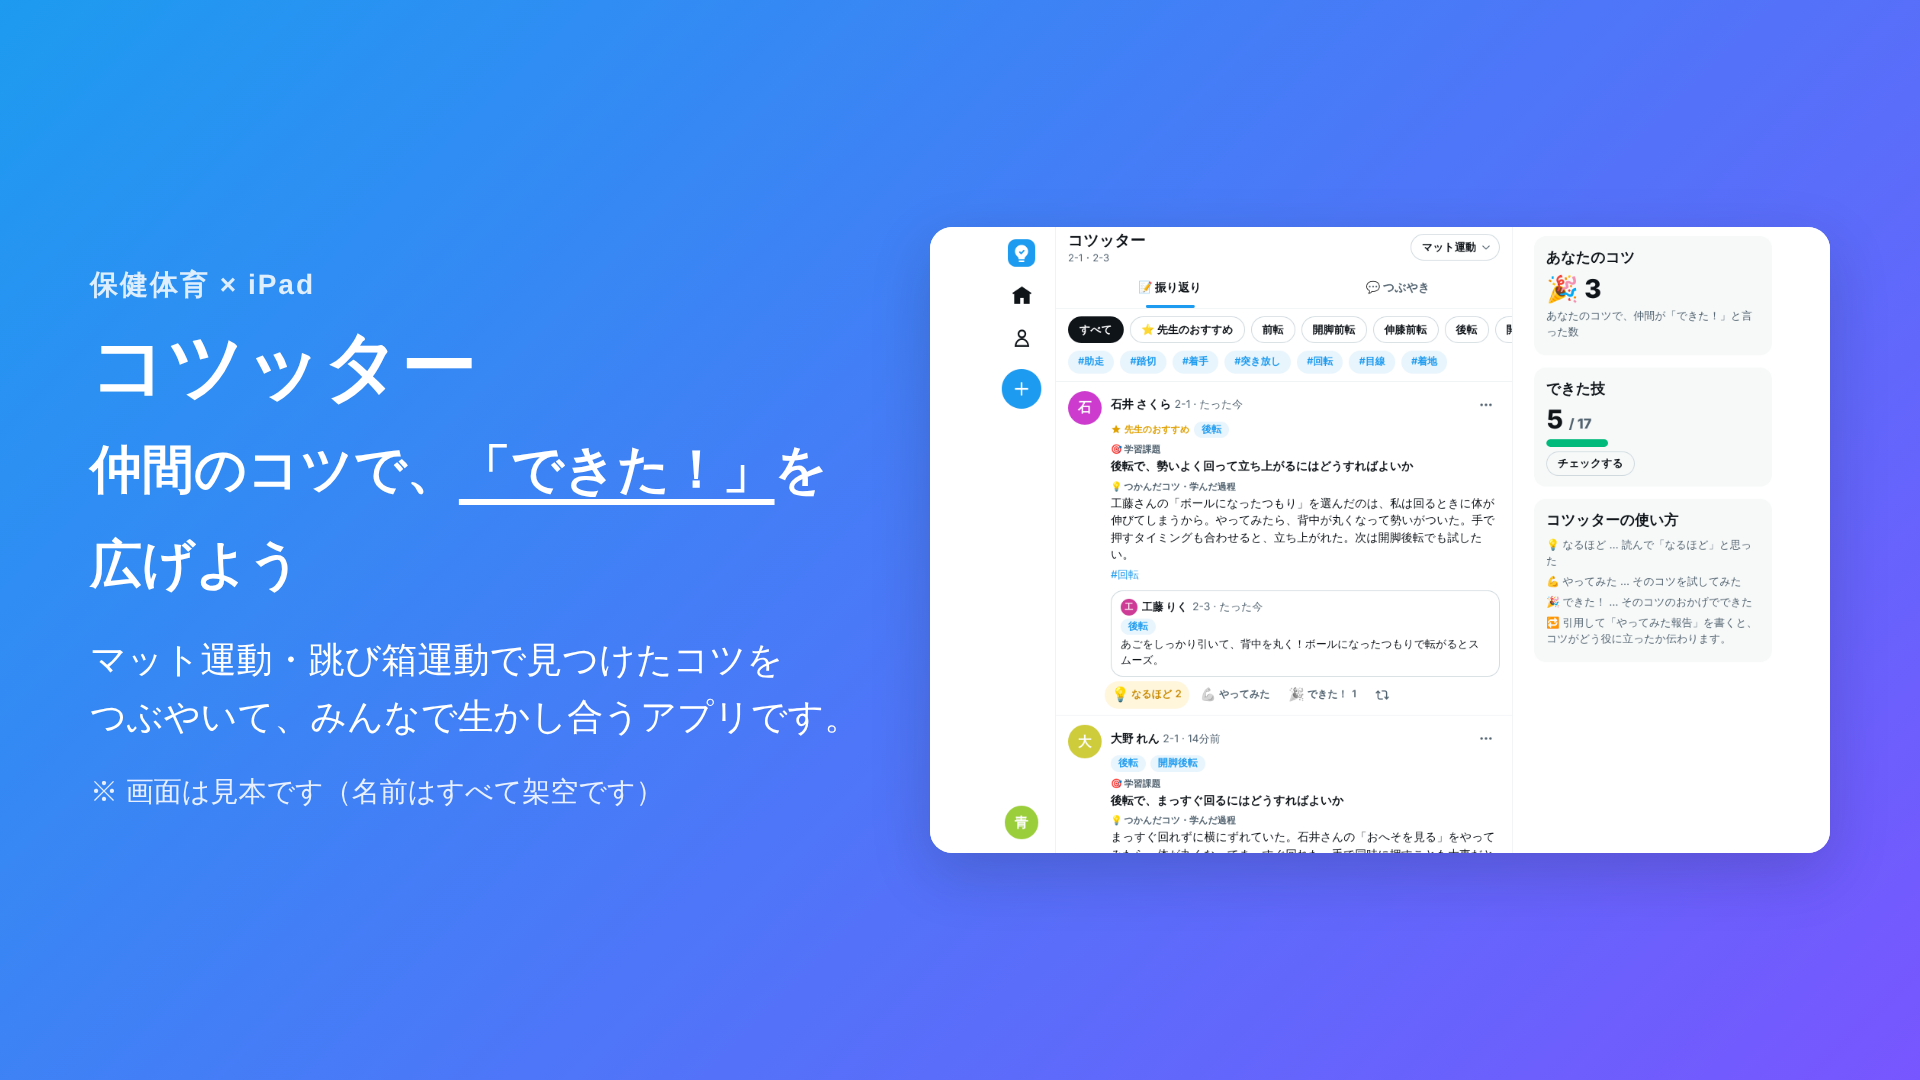 保健体育 × iPad
コツッター
仲間のコツで、「できた！」を
広げよう
マット運動・跳び箱運動で見つけたコツを
つぶやいて、みんなで生かし合うアプリです。
※ 画面は見本です（名前はすべて架空です）
コツッター
2-1 · 2-3
マット運動
📝 振り返り
💬 つぶやき
すべて
⭐ 先生のおすすめ
前転
開脚前転
伸膝前転
後転
#助走
#踏切
#着手
#突き放し
#回転
#目線
#着地
石
石井 さくら 2-1 · たった今
★ 先生のおすすめ 後転
🎯 学習課題
後転で、勢いよく回って立ち上がるにはどうすればよいか
💡 つかんだコツ・学んだ過程
工藤さんの「ボールになったつもり」を選んだのは、私は回るときに体が
伸びてしまうから。やってみたら、背中が丸くなって勢いがついた。手で
押すタイミングも合わせると、立ち上がれた。次は開脚後転でも試した
い。
#回転
工 工藤 りく 2-3 · たった今
後転
あごをしっかり引いて、背中を丸く！ボールになったつもりで転がるとス
ムーズ。
💡 なるほど 2
💪 やってみた
🎉 できた！ 1
大
大野 れん 2-1 · 14分前
後転 開脚後転
🎯 学習課題
後転で、まっすぐ回るにはどうすればよいか
💡 つかんだコツ・学んだ過程
まっすぐ回れずに横にずれていた。石井さんの「おへそを見る」をやって
青
あなたのコツ
🎉 3
あなたのコツで、仲間が「できた！」と言
った数
できた技
5 / 17
チェックする
コツッターの使い方
💡 なるほど … 読んで「なるほど」と思っ
た
💪 やってみた … そのコツを試してみた
🎉 できた！ … そのコツのおかげでできた
🔁 引用して「やってみた報告」を書くと、
コツがどう役に立ったか伝わります。